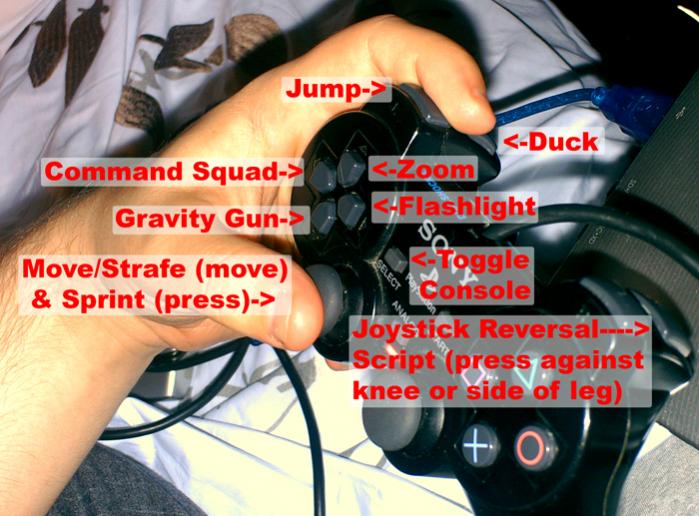 Jump->
<-Duck
Command Squad->
<-Zoom
Gravity Gun->
<-Flashlight
SONY
Move/Strafe (move)
& Sprint (press)->
<-Toggle
Console
SELECT
Joystick Reversal---->
Script (press against
knee or side of leg)